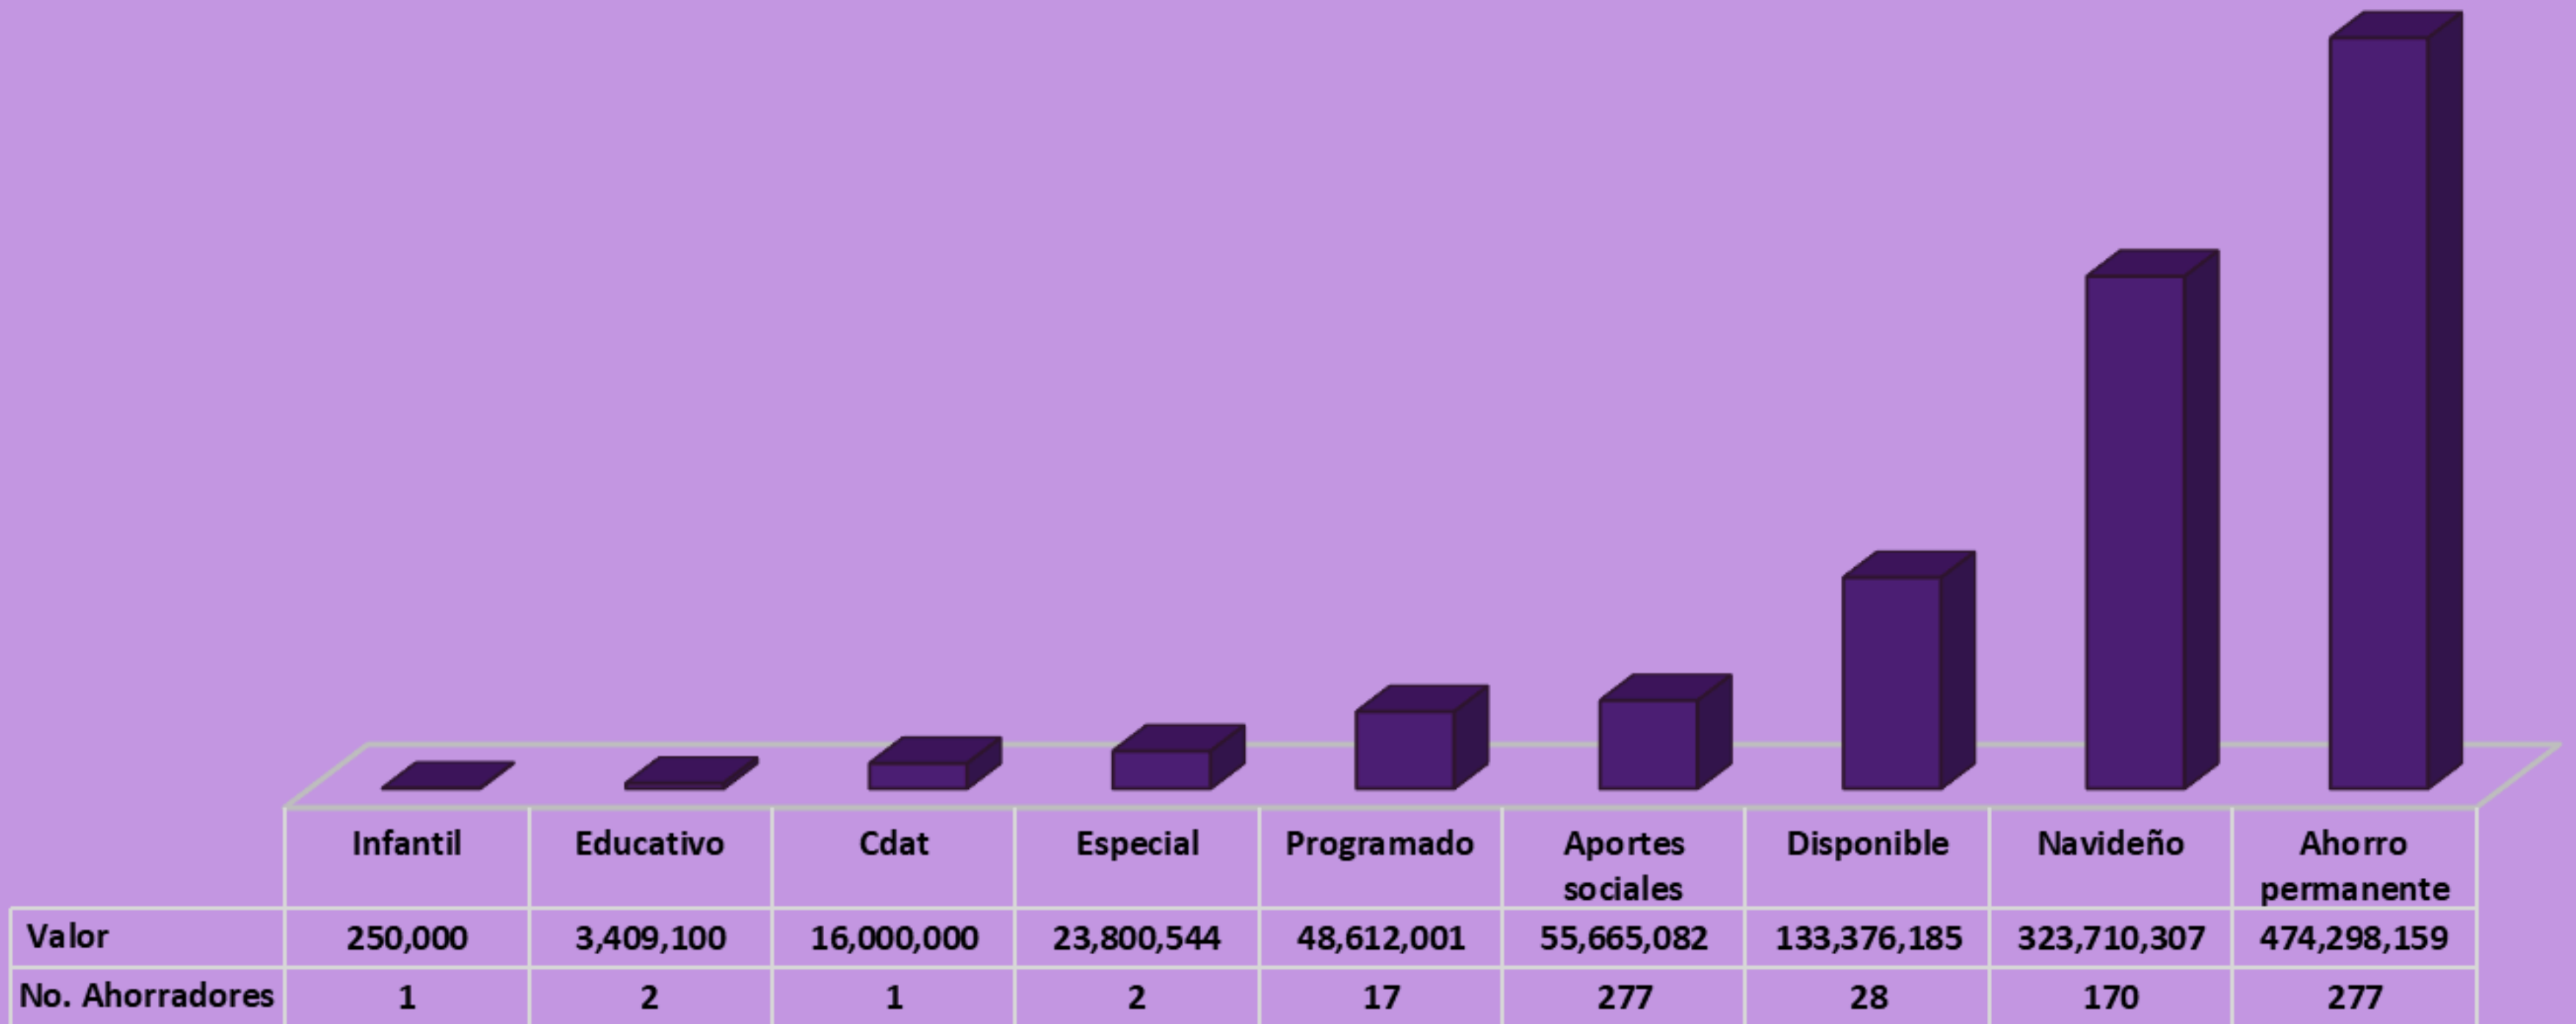 Infantil Educativo Cdat Especial Programado Aportes sociales Disponible Navideño Ahorro permanente
Valor 250,000 3,409,100 16,000,000 23,800,544 48,612,001 55,665,082 133,376,185 323,710,307 474,298,159
No. Ahorradores 1 2 1 2 17 277 28 170 277